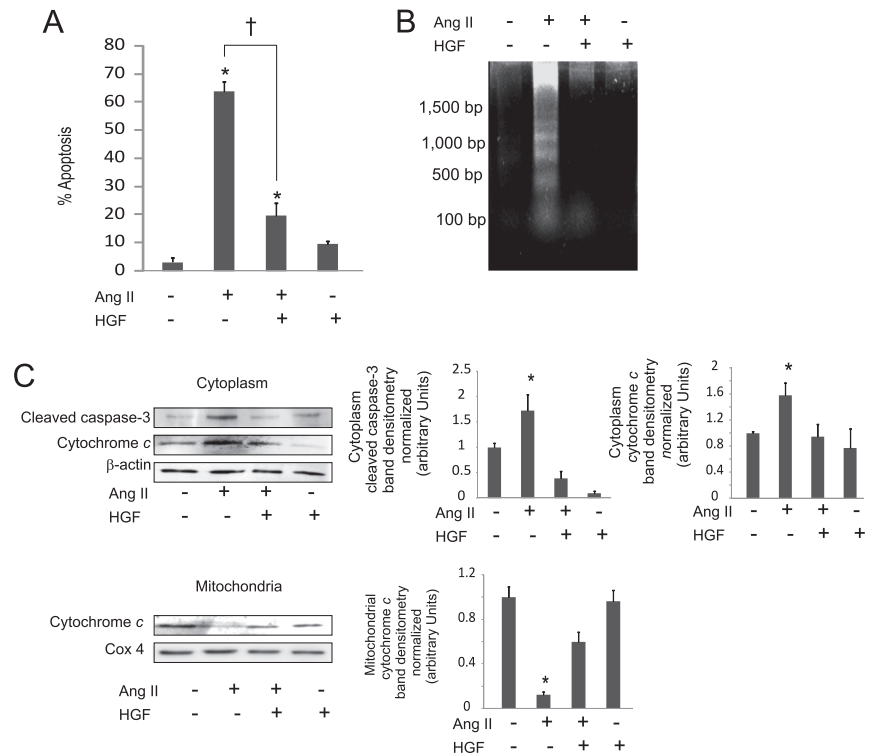 A
†
80
70
60
50
40
30
20
10
0
% Apoptosis
*
*
Ang II - + + -
HGF - - + +
B
Ang II - + + -
HGF - - + +
1,500 bp
1,000 bp
500 bp
100 bp
C
Cytoplasm
Cleaved caspase-3
Cytochrome c
β-actin
Ang II - + + -
HGF - - + +
Cytoplasm
cleaved caspase-3
band densitometry
normalized
(arbitrary Units)
2.5
2
1.5
1
0.5
0
*
Ang II - + + -
HGF - - + +
Cytoplasm
cytochrome c
band densitometry
normalized
(arbitrary Units)
2
1.6
1.2
0.8
0.4
0
*
Ang II - + + -
HGF - - + +
Mitochondria
Cytochrome c
Cox 4
Ang II - + + -
HGF - - + +
Mitochondrial
cytochrome c
band densitometry
normalized
(arbitrary Units)
1.2
0.8
0.4
0
*
Ang II - + + -
HGF - - + +